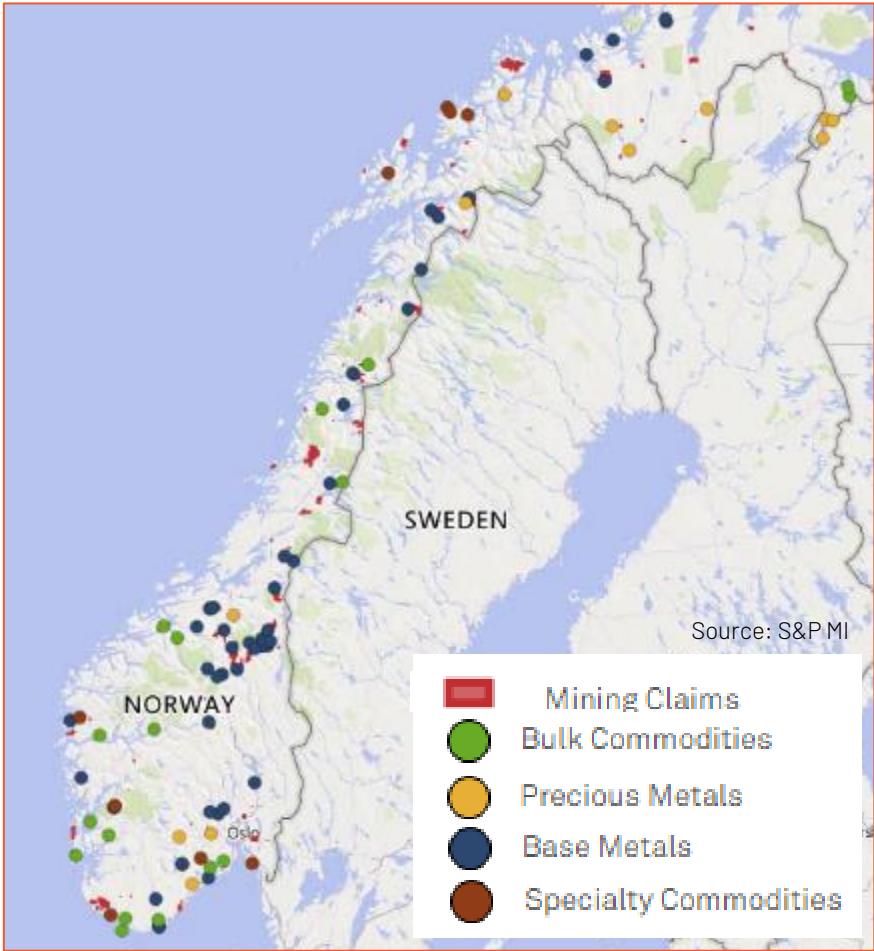 SWEDEN
Source: S&P MI
NORWAY
Mining Claims
Bulk Commodities
Precious Metals
Oslo
Base Metals
Specialty Commodities